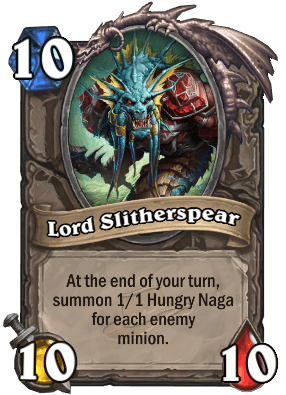 10
Lord Slitherspear
At the end of your turn,
summon 1/1 Hungry Naga
for each enemy
minion.
10
10